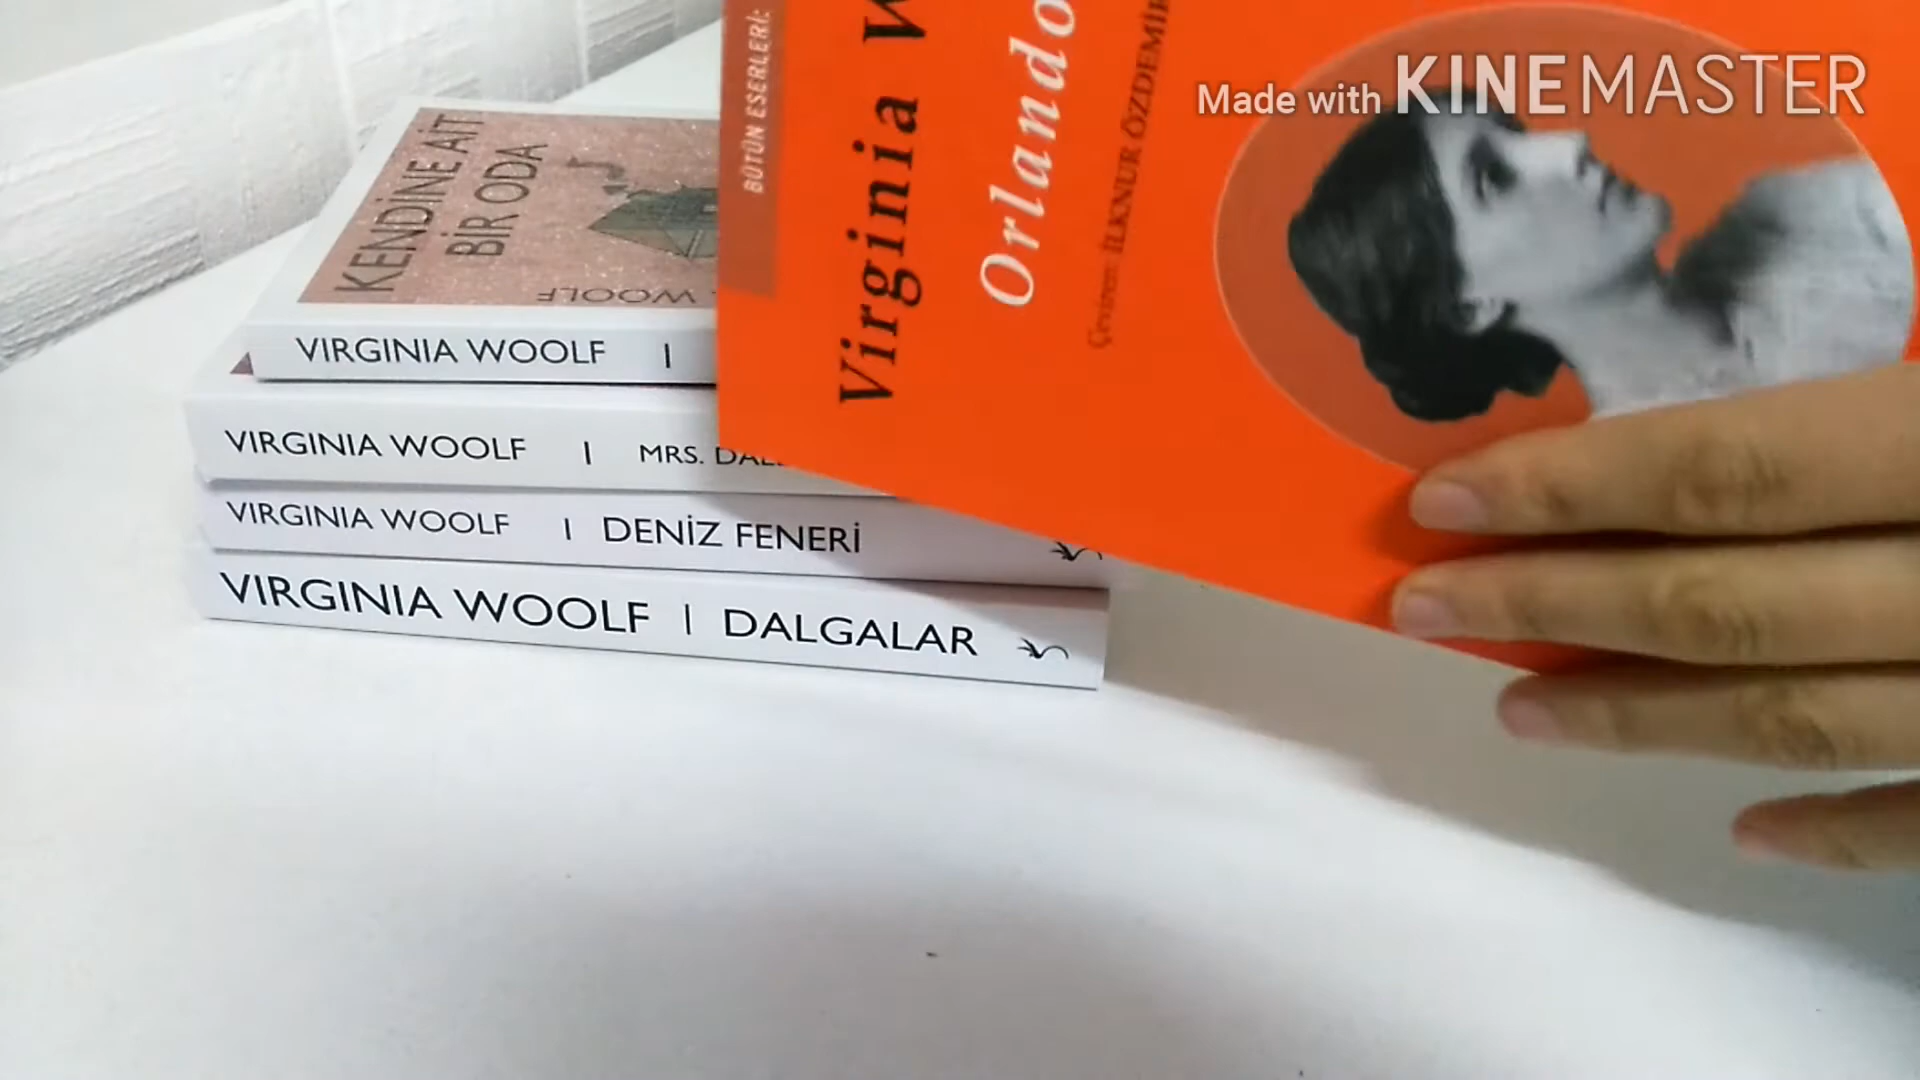 Made with KINEMASTER
BÜTÜN ESERLERİ:
Virginia W
Orlando
Çeviren: İLKNUR ÖZDEMİR
KENDİNE AİT
BİR ODA
WOOLF
VIRGINIA WOOLF |
VIRGINIA WOOLF | MRS.
VIRGINIA WOOLF | DENİZ FENERİ
VIRGINIA WOOLF | DALGALAR